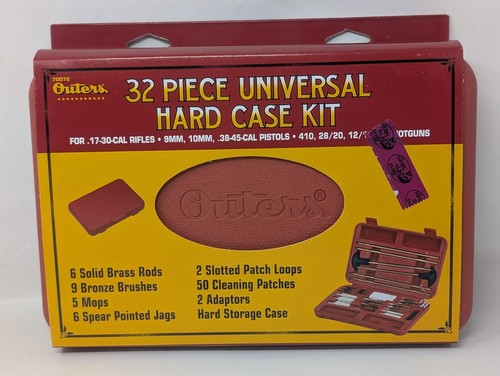 70072
Outers
32 PIECE UNIVERSAL
HARD CASE KIT
FOR .17-30-CAL RIFLES • 9MM, 10MM, .38-45-CAL PISTOLS • 410, 28/20, 12/
Outers®
6 Solid Brass Rods
9 Bronze Brushes
5 Mops
6 Spear Pointed Jags
2 Slotted Patch Loops
50 Cleaning Patches
2 Adaptors
Hard Storage Case